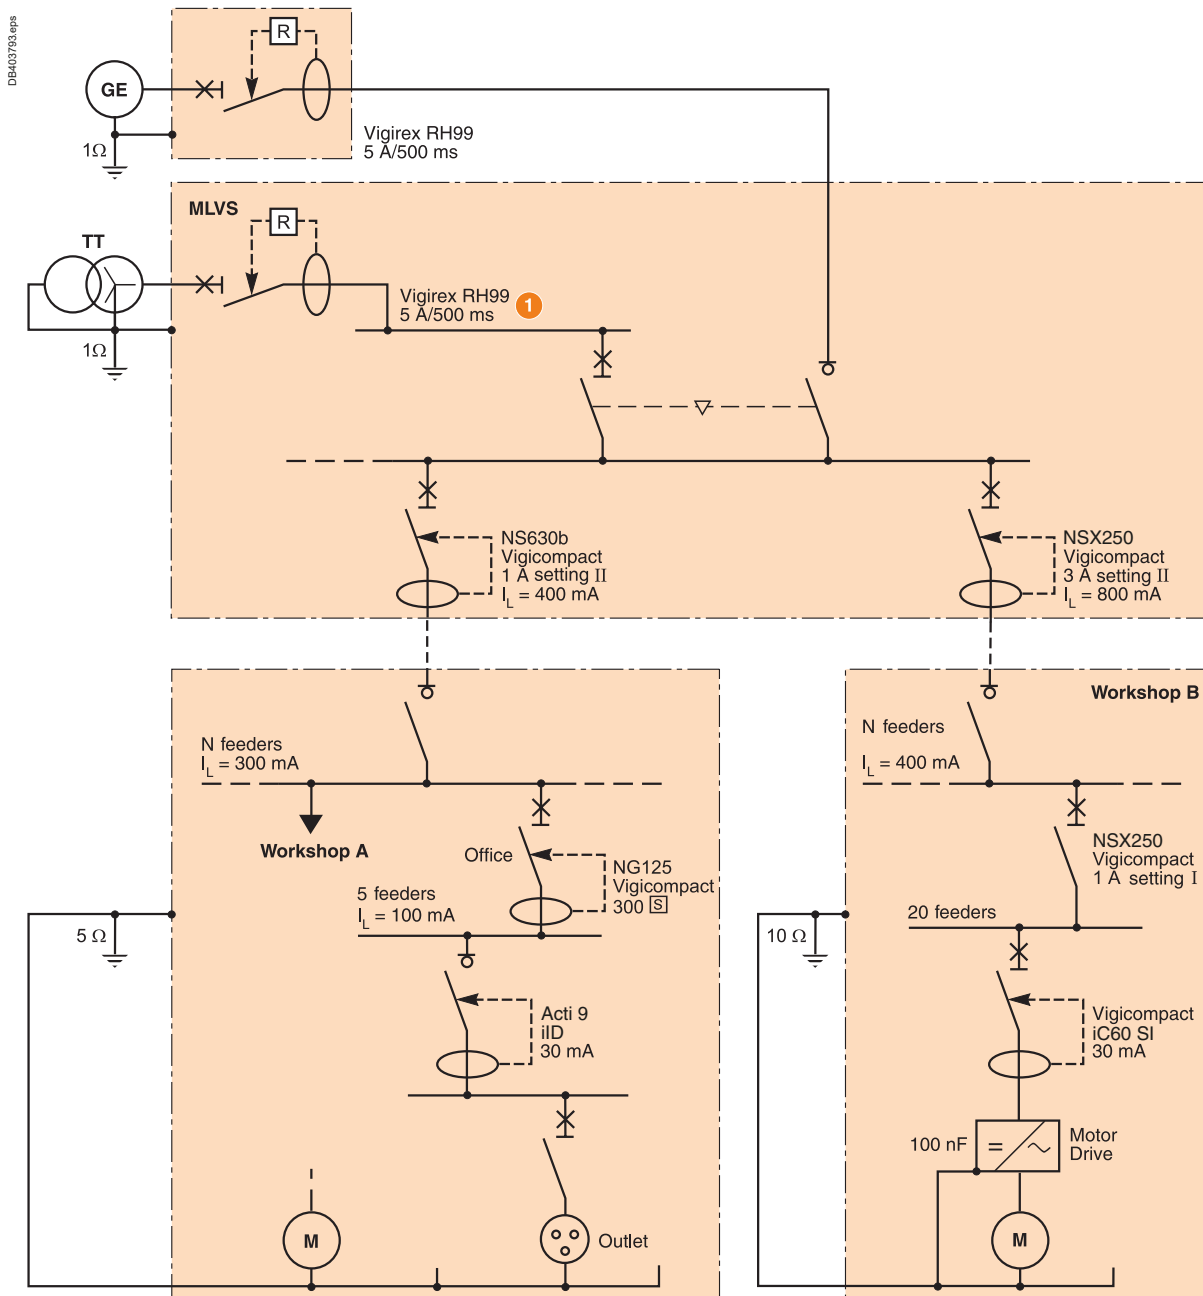 DB403793.eps
R
GE
1Ω
Vigirex RH99
5 A/500 ms
MLVS
R
TT
Vigirex RH99
5 A/500 ms
1
1Ω
NS630b
Vigicompact
1 A setting II
IL = 400 mA
NSX250
Vigicompact
3 A setting II
IL = 800 mA
N feeders
IL = 300 mA
Workshop A
Office
NG125
Vigicompact
300 S
5 feeders
IL = 100 mA
5 Ω
Acti 9
iID
30 mA
M
Outlet
Workshop B
N feeders
IL = 400 mA
NSX250
Vigicompact
1 A setting I
20 feeders
10 Ω
Vigicompact
iC60 SI
30 mA
100 nF
=
~
Motor
Drive
M